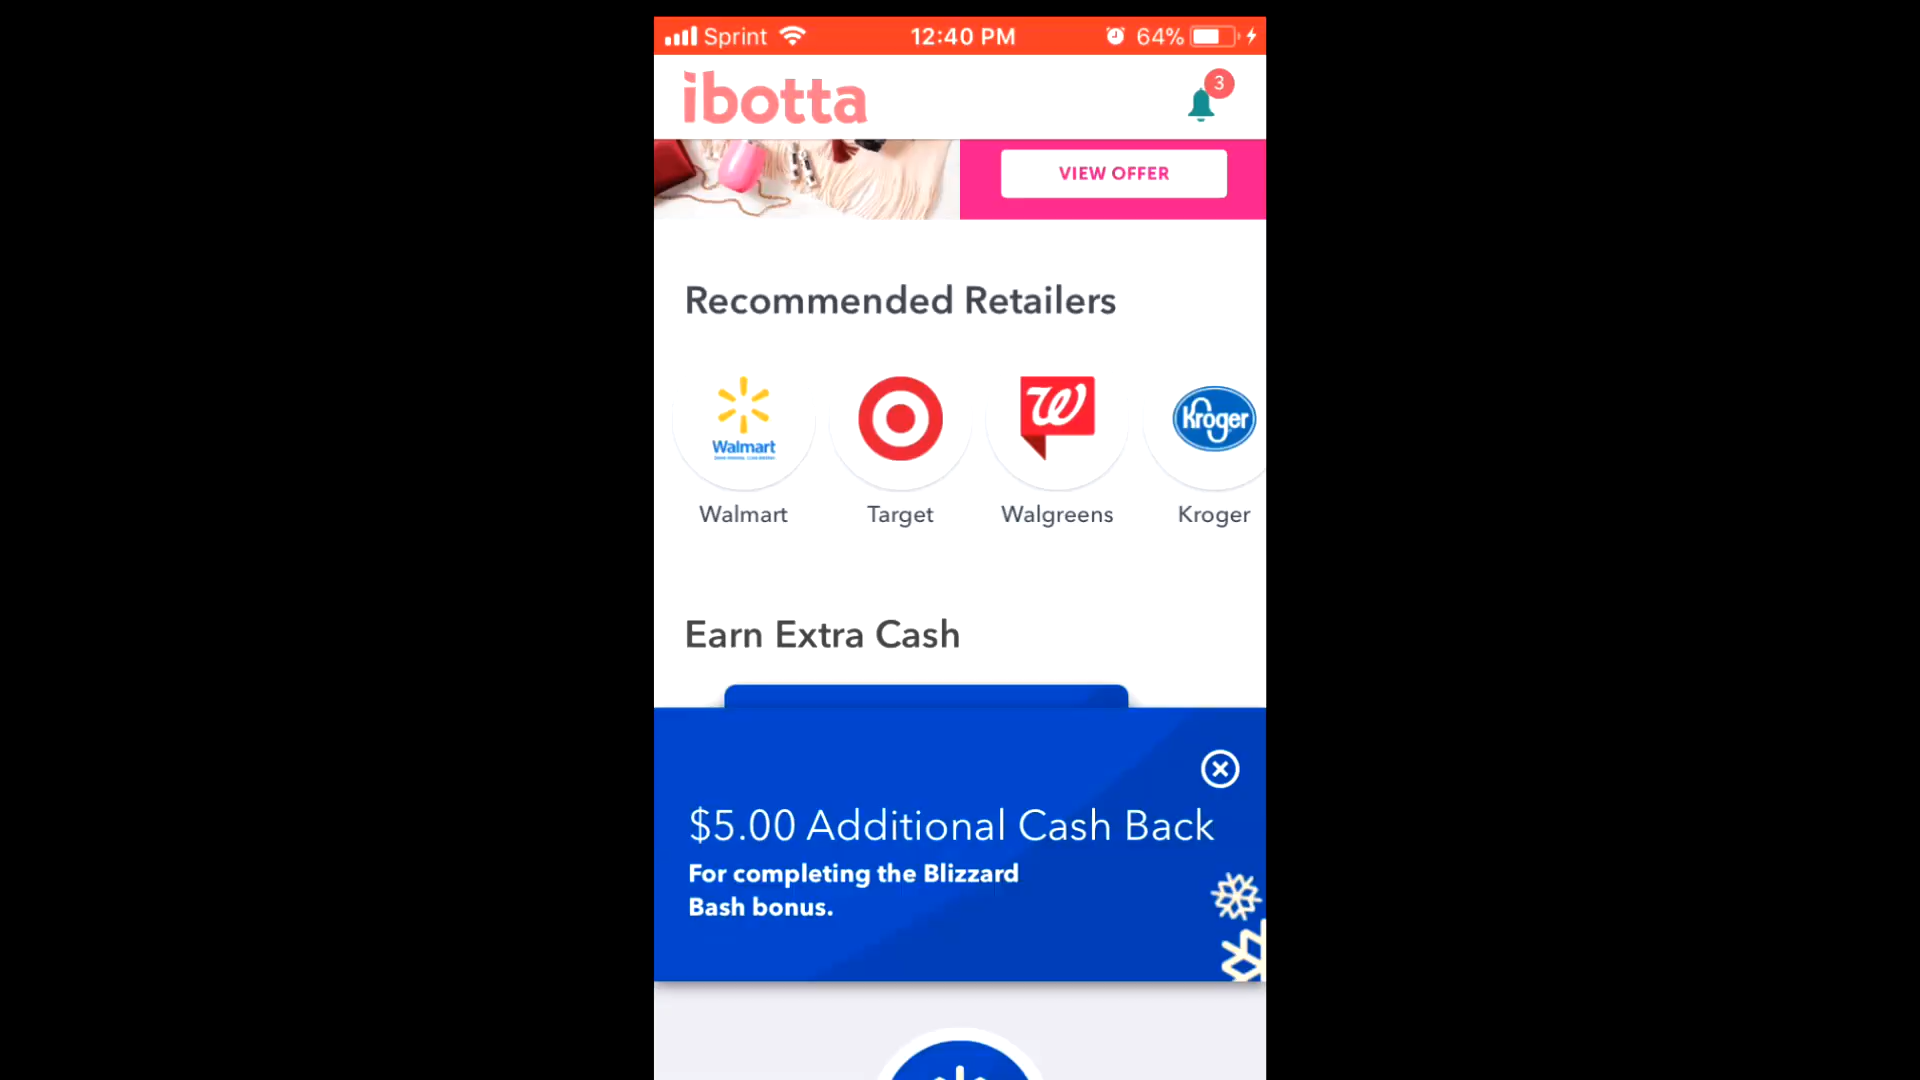 Sprint 12:40 PM 64%
ibotta 3
VIEW OFFER
Recommended Retailers
Walmart
Kroger
Walmart Target Walgreens Kroger
Earn Extra Cash
$5.00 Additional Cash Back
For completing the Blizzard
Bash bonus.